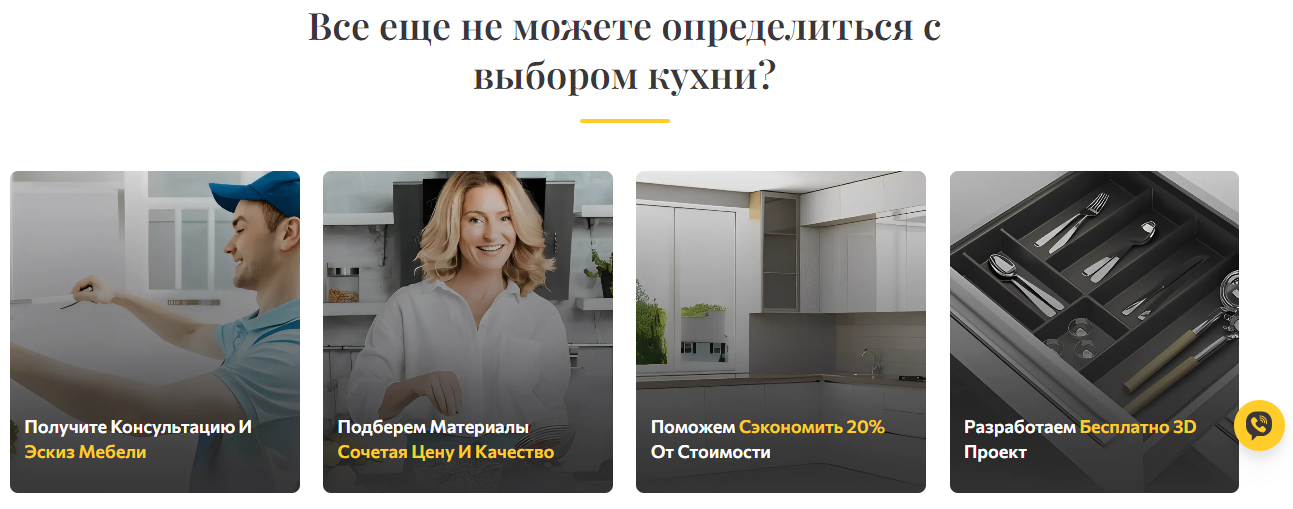 Все еще не можете определиться с
выбором кухни?
Получите Консультацию И
Эскиз Мебели
Подберем Материалы
Сочетая Цену И Качество
Поможем Сэкономить 20%
От Стоимости
Разработаем Бесплатно 3D
Проект